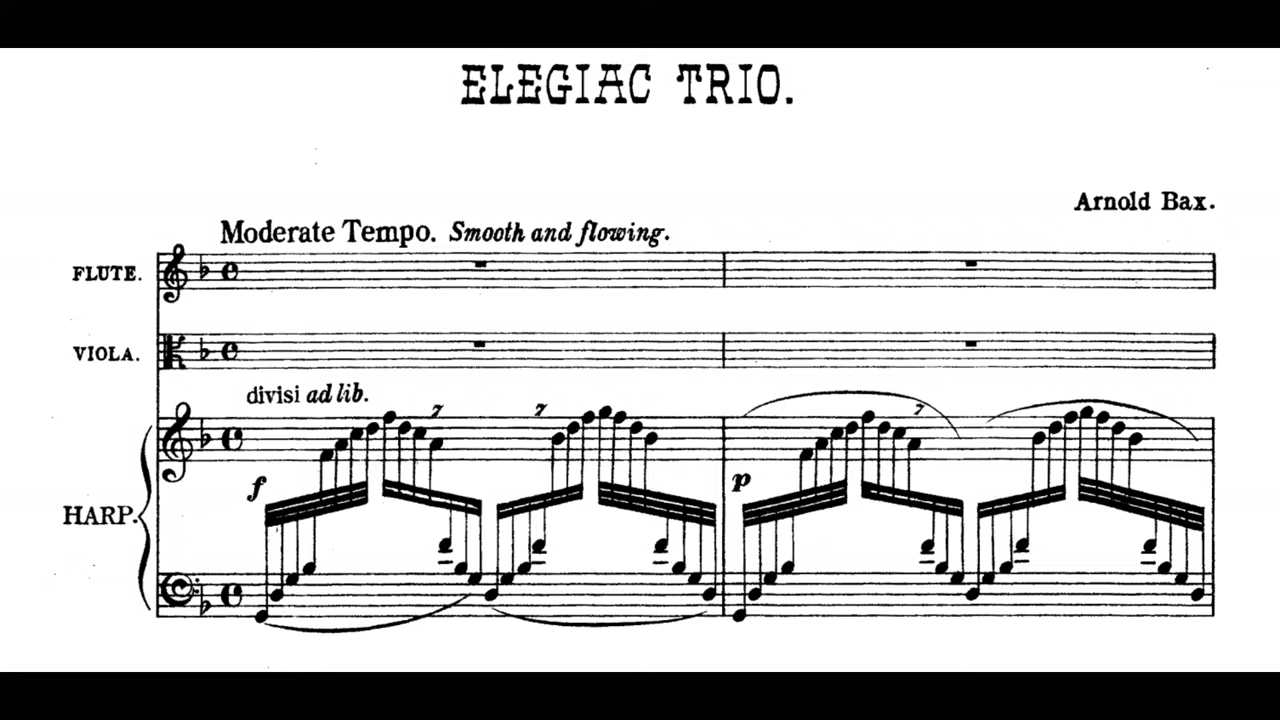 ELEGIAC TRIO.
Arnold Bax.
Moderate Tempo. Smooth and flowing.
FLUTE.
VIOLA.
divisi ad lib.
7 7 7
f p
HARP.